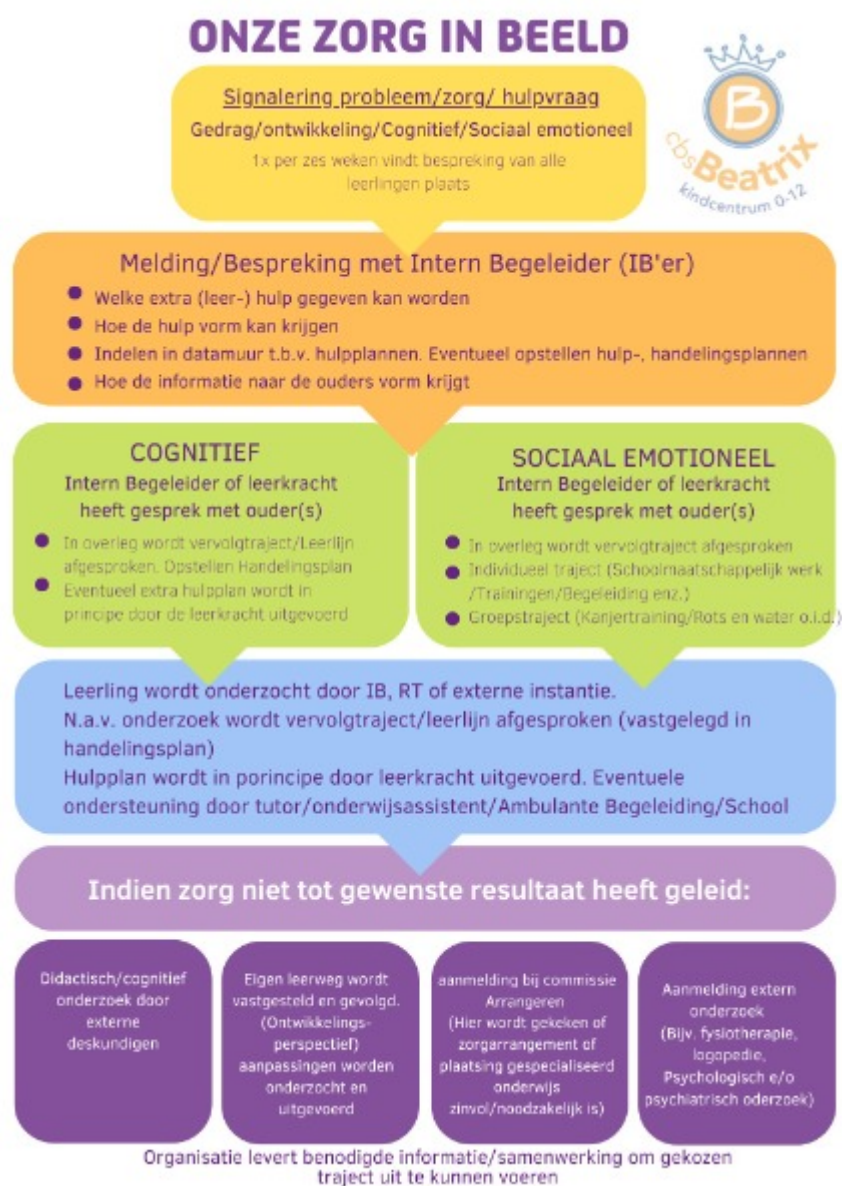 ONZE ZORG IN BEELD
B
cbs
Beatrix
kindcentrum 0-12
Signalering probleem/zorg/ hulpvraag
Gedrag/ontwikkeling/Cognitief/Sociaal emotioneel
1x per zes weken vindt bespreking van alle
leerlingen plaats
Melding/Bespreking met Intern Begeleider (IB'er)
Welke extra (leer-) hulp gegeven kan worden
Hoe de hulp vorm kan krijgen
Indelen in datamuur t.b.v. hulpplannen. Eventueel opstellen hulp-, handelingsplannen
Hoe de informatie naar de ouders vorm krijgt
COGNITIEF
Intern Begeleider of leerkracht
heeft gesprek met ouder(s)
In overleg wordt vervolgtraject/Leerlijn
afgesproken. Opstellen Handelingsplan
Eventueel extra hulpplan wordt in
principe door de leerkracht uitgevoerd
SOCIAAL EMOTIONEEL
Intern Begeleider of leerkracht
heeft gesprek met ouder(s)
In overleg wordt vervolgtraject afgesproken
Individueel traject (Schoolmaatschappelijk werk
/Trainingen/Begeleiding enz.)
Groepstraject (Kanjertraining/Rots en water o.i.d.)
Leerling wordt onderzocht door IB, RT of externe instantie.
N.a.v. onderzoek wordt vervolgtraject/leerlijn afgesproken (vastgelegd in
handelingsplan)
Hulpplan wordt in porincipe door leerkracht uitgevoerd. Eventuele
ondersteuning door tutor/onderwijsassistent/Ambulante Begeleiding/School
Indien zorg niet tot gewenste resultaat heeft geleid:
Didactisch/cognitief
onderzoek door
externe
deskundigen
Eigen leerweg wordt
vastgesteld en gevolgd.
(Ontwikkelings-
perspectief)
aanpassingen worden
onderzocht en
uitgevoerd
aanmelding bij commissie
Arrangeren
(Hier wordt gekeken of
zorgarrangement of
plaatsing gespecialiseerd
onderwijs
zinvol/noodzakelijk is)
Aanmelding extern
onderzoek
(Bijv. fysiotherapie,
logopedie,
Psychologisch e/o
psychiatrisch oderzoek)
Organisatie levert benodigde informatie/samenwerking om gekozen
traject uit te kunnen voeren